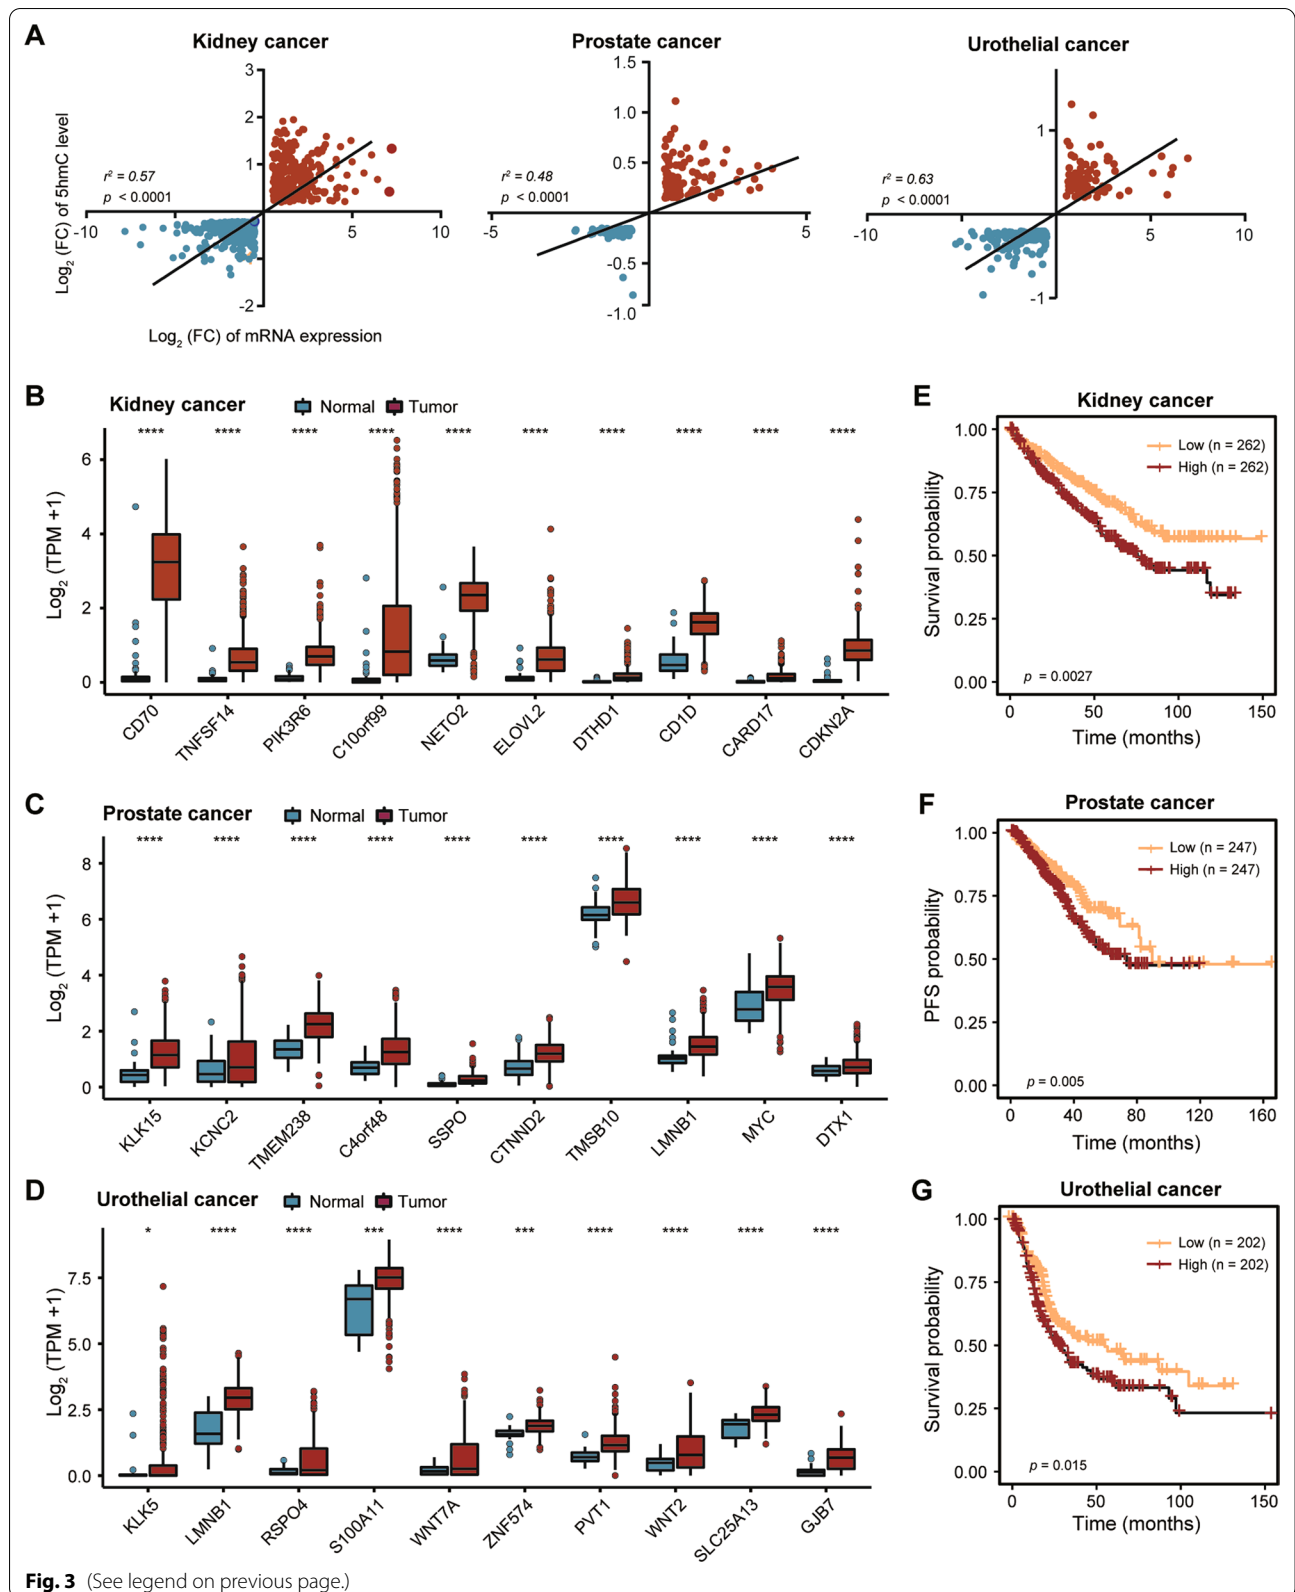 A
Kidney cancer
Prostate cancer
Urothelial cancer
Log2 (FC) of 5hmC level
3
2
1
-2
-10
5
10
r² = 0.57
p < 0.0001
1.5
1.0
0.5
-0.5
-1.0
-5
5
r² = 0.48
p < 0.0001
1
-1
-10
5
10
r² = 0.63
p < 0.0001
Log2 (FC) of mRNA expression
B
Kidney cancer
Normal
Tumor
**** **** **** **** **** **** **** **** **** ****
Log2 (TPM +1)
6
4
2
0
CD70 TNFSF14 PIK3R6 C10orf99 NETO2 ELOVL2 DTHD1 CD1D CARD17 CDKN2A
E
Kidney cancer
Low (n = 262)
High (n = 262)
Survival probability
1.00
0.75
0.50
0.25
0.00
p = 0.0027
0 50 100 150
Time (months)
C
Prostate cancer
Normal
Tumor
**** **** **** **** **** **** **** **** **** ****
Log2 (TPM +1)
8
6
4
2
0
KLK15 KCNC2 TMEM238 C4orf48 SSPO CTNND2 TMSB10 LMNB1 MYC DTX1
F
Prostate cancer
Low (n = 247)
High (n = 247)
PFS probability
1.00
0.75
0.50
0.25
0.00
p = 0.005
0 40 80 120 160
Time (months)
D
Urothelial cancer
Normal
Tumor
* **** **** *** **** *** **** **** **** ****
Log2 (TPM +1)
7.5
5.0
2.5
0.0
KLK5 LMNB1 RSPO4 S100A11 WNT7A ZNF574 PVT1 WNT2 SLC25A13 GJB7
G
Urothelial cancer
Low (n = 202)
High (n = 202)
Survival probability
1.00
0.75
0.50
0.25
0.00
p = 0.015
0 50 100 150
Time (months)
Fig. 3 (See legend on previous page.)